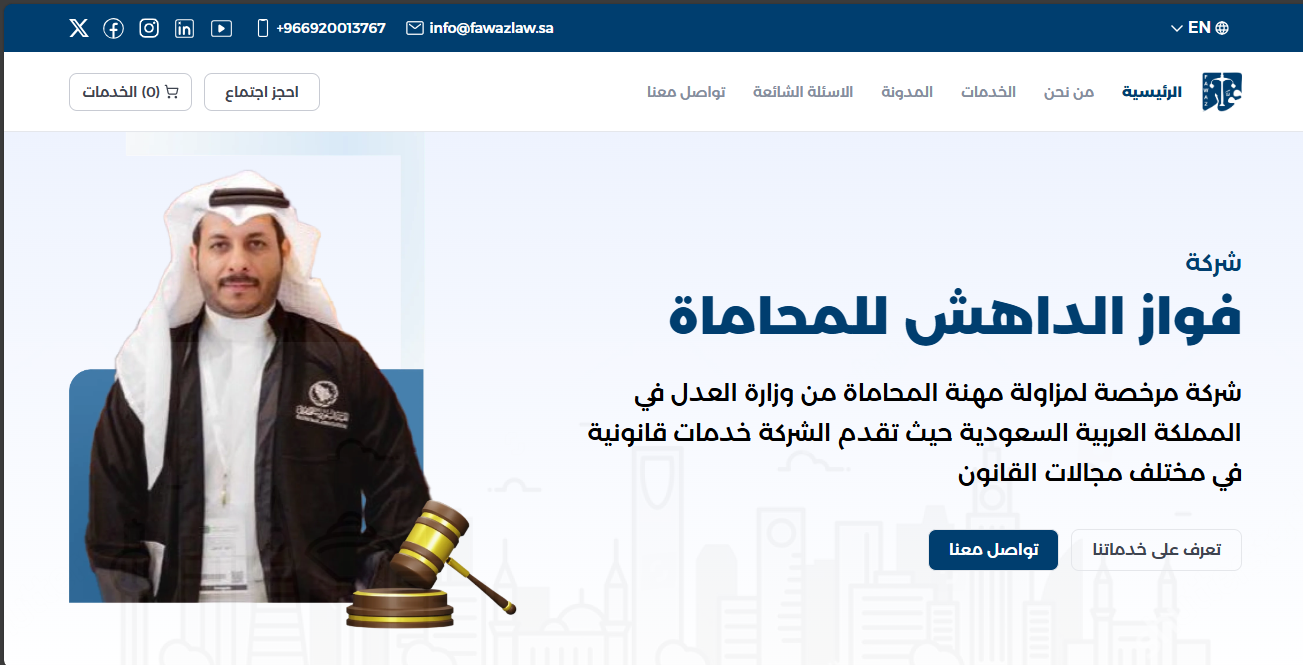 +966920013767
info@fawazlaw.sa
EN
FAWAZ
الرئيسية
من نحن
الخدمات
المدونة
الاسئلة الشائعة
تواصل معنا
احجز اجتماع
(0) الخدمات
شركة
فواز الداهش للمحاماة
شركة مرخصة لمزاولة مهنة المحاماة من وزارة العدل في
المملكة العربية السعودية حيث تقدم الشركة خدمات قانونية
في مختلف مجالات القانون
تعرف على خدماتنا
تواصل معنا